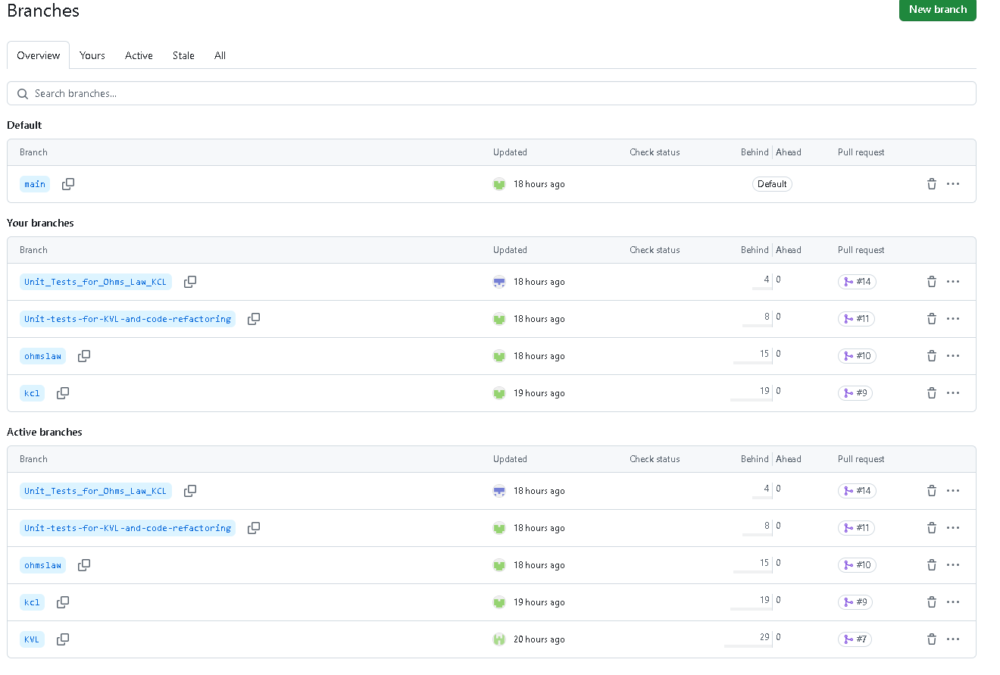 Branches
New branch
Overview Yours Active Stale All
Search branches...
Default
Branch Updated Check status Behind Ahead Pull request
main 18 hours ago Default
Your branches
Branch Updated Check status Behind Ahead Pull request
Unit_Tests_for_Ohms_Law_KCL 18 hours ago 4 0 #14
Unit-tests-for-KVL-and-code-refactoring 18 hours ago 8 0 #11
ohmslaw 18 hours ago 15 0 #10
kcl 19 hours ago 19 0 #9
Active branches
Branch Updated Check status Behind Ahead Pull request
Unit_Tests_for_Ohms_Law_KCL 18 hours ago 4 0 #14
Unit-tests-for-KVL-and-code-refactoring 18 hours ago 8 0 #11
ohmslaw 18 hours ago 15 0 #10
kcl 19 hours ago 19 0 #9
KVL 20 hours ago 29 0 #7